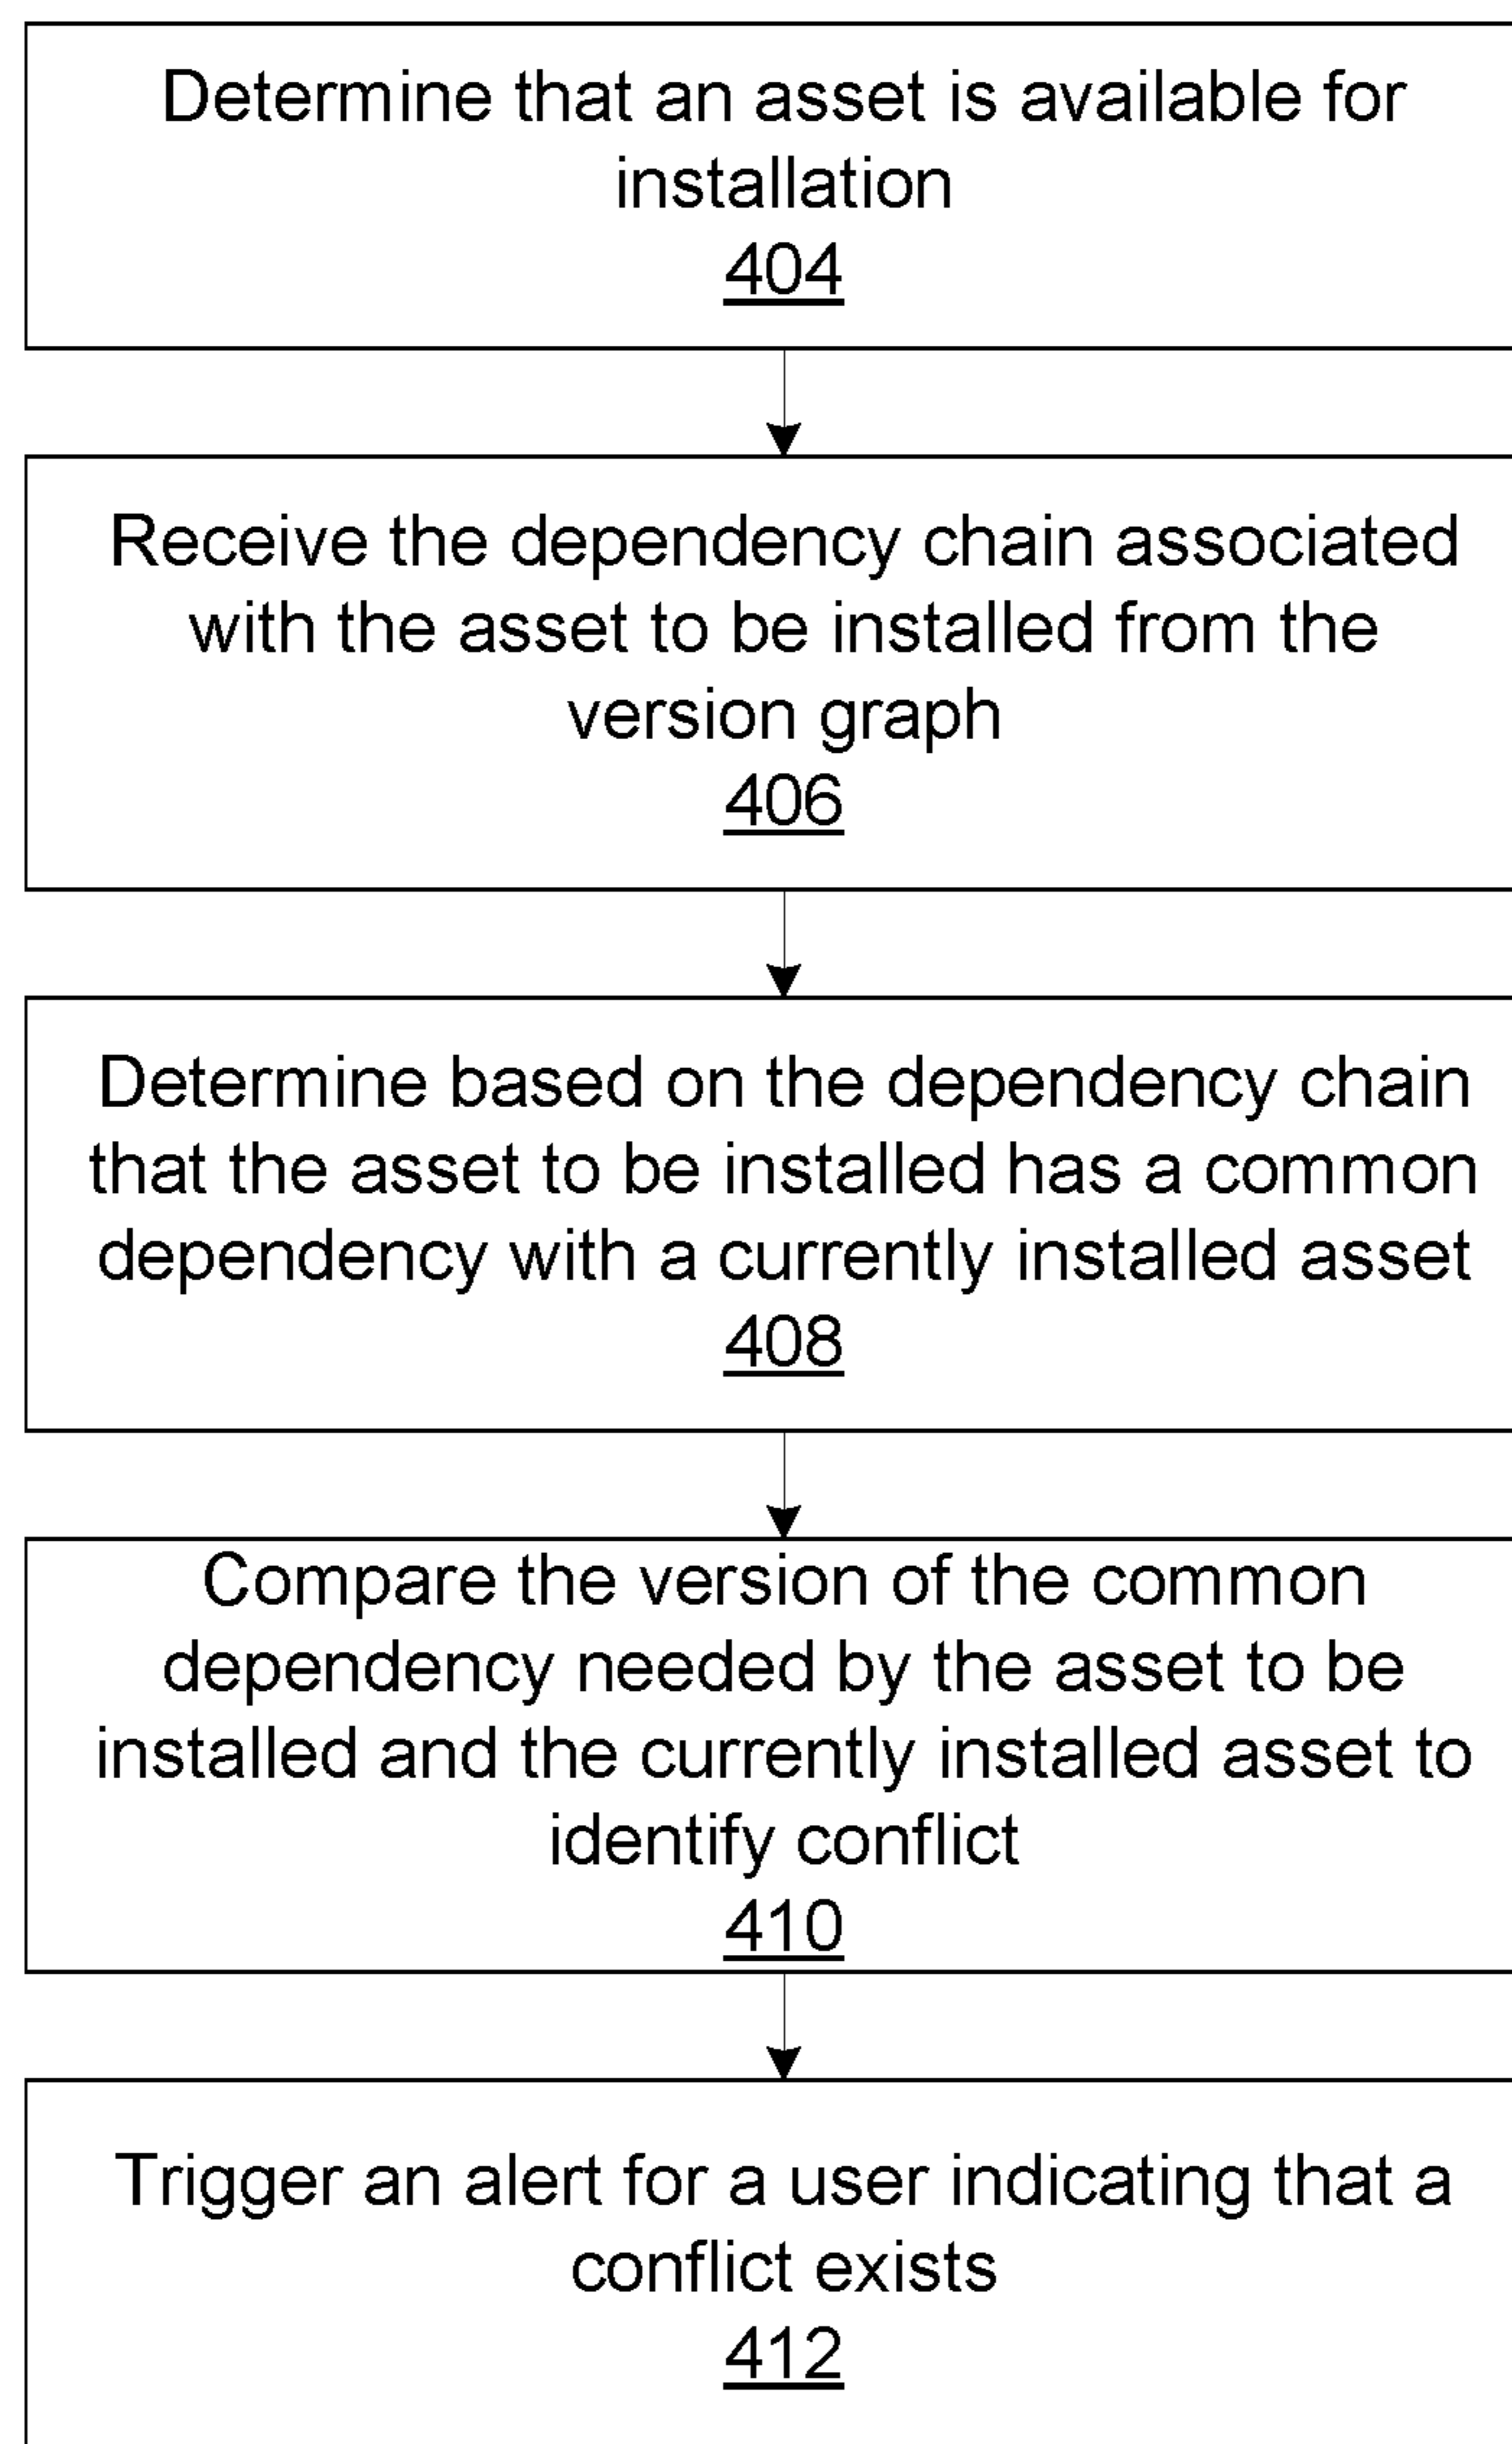 Determine that an asset is available for
installation
404
Receive the dependency chain associated
with the asset to be installed from the
version graph
406
Determine based on the dependency chain
that the asset to be installed has a common
dependency with a currently installed asset
408
Compare the version of the common
dependency needed by the asset to be
installed and the currently installed asset to
identify conflict
410
Trigger an alert for a user indicating that a
conflict exists
412